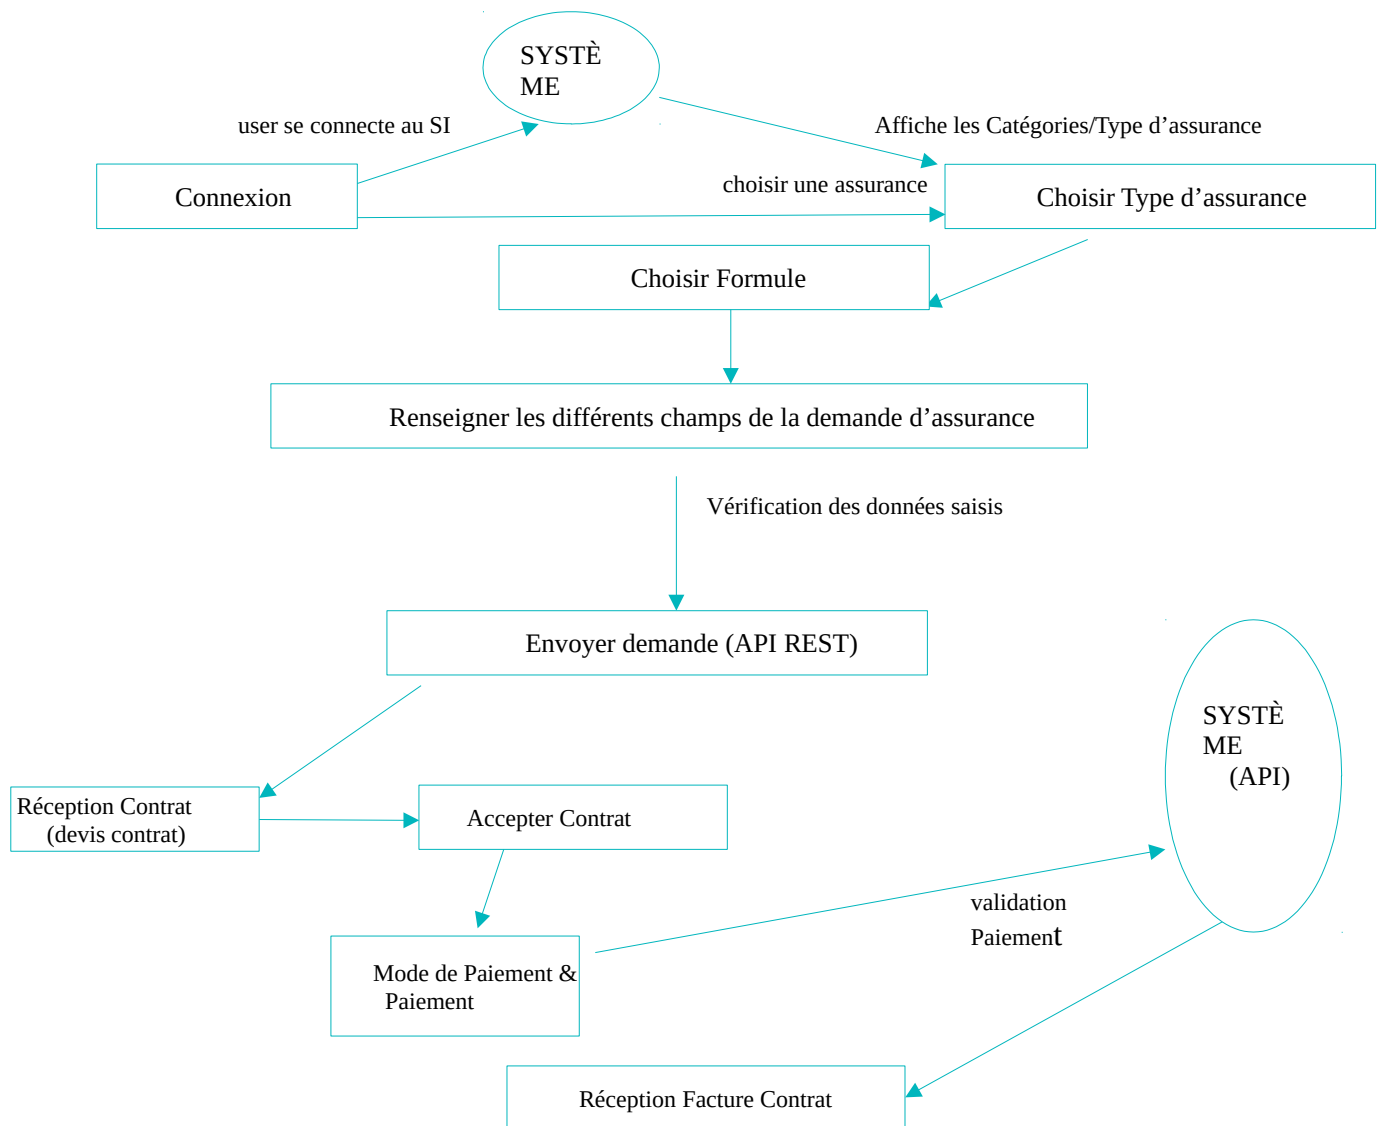 SYSTÈ
ME
user se connecte au SI
Affiche les Catégories/Type d’assurance
Connexion
choisir une assurance
Choisir Type d’assurance
Choisir Formule
Renseigner les différents champs de la demande d’assurance
Vérification des données saisis
Envoyer demande (API REST)
SYSTÈ
ME
(API)
Réception Contrat
(devis contrat)
Accepter Contrat
validation
Paiement
Mode de Paiement &
Paiement
Réception Facture Contrat